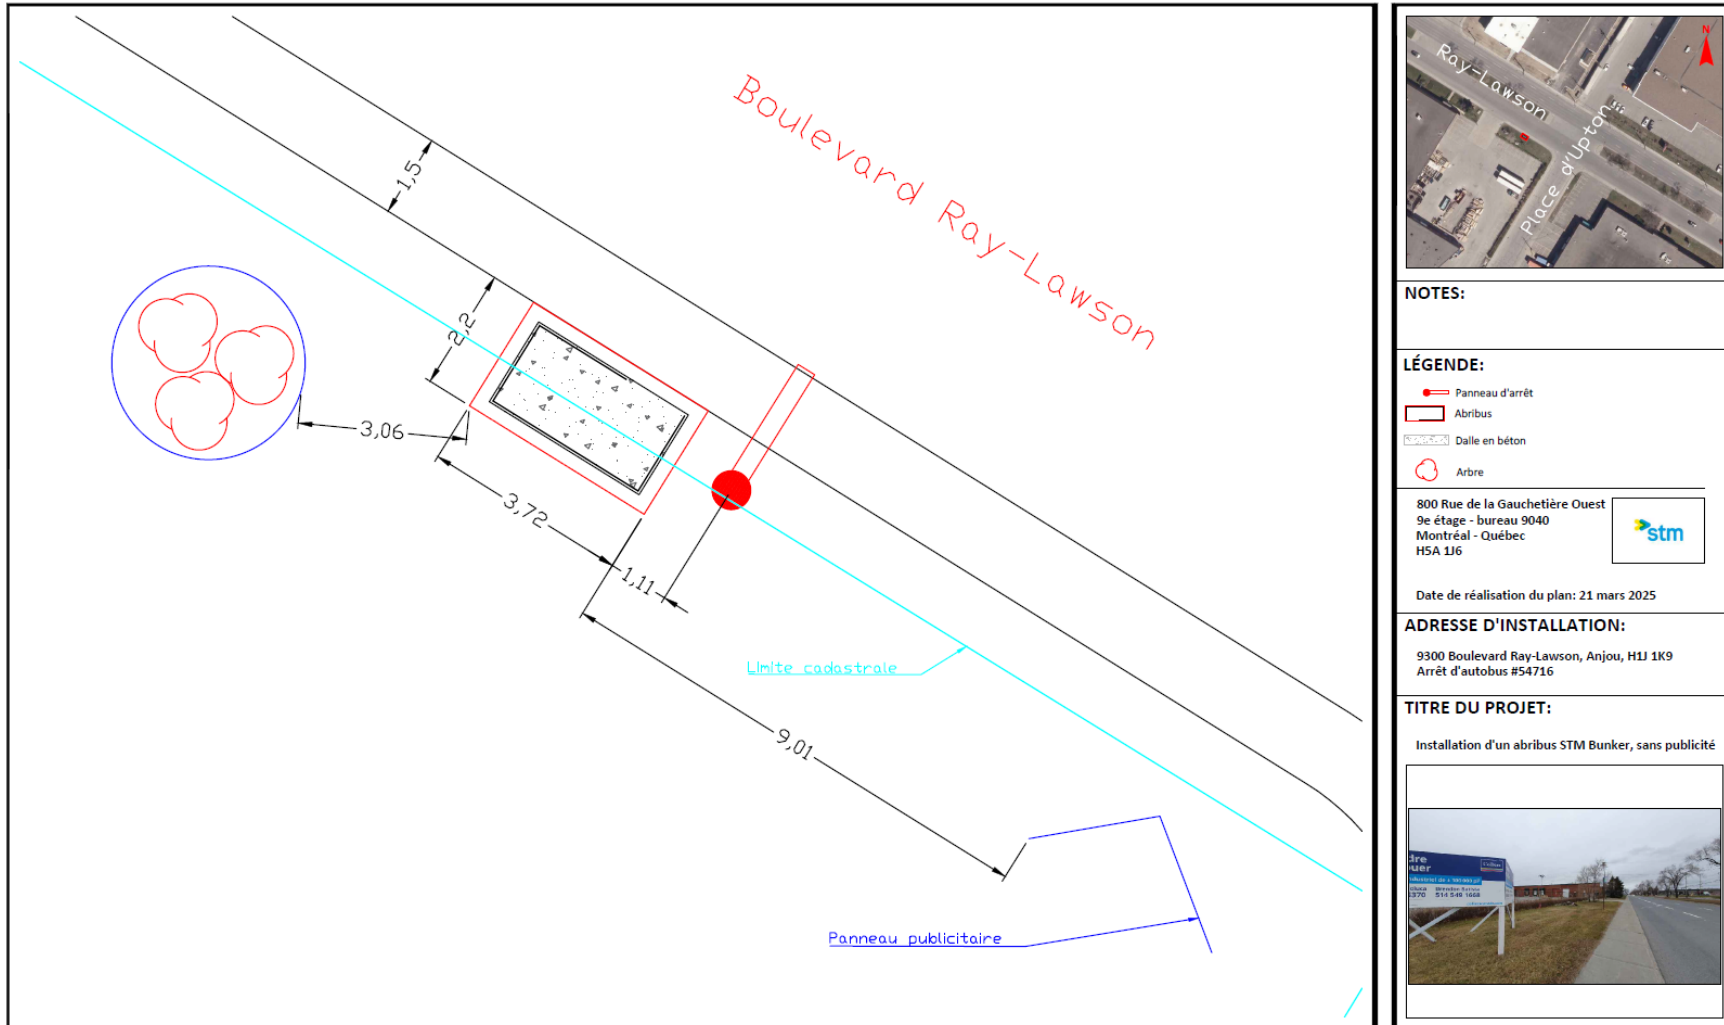 Boulevard Ray-Lawson
1,5
2,2
3,06
3,72
1,11
9,01
Limite cadastrale
Panneau publicitaire
N
Ray-Lawson
Place d'Upton
NOTES:
LÉGENDE:
Panneau d'arrêt
Abribus
Dalle en béton
Arbre
800 Rue de la Gauchetière Ouest
9e étage - bureau 9040
Montréal - Québec
H5A 1J6
stm
Date de réalisation du plan: 21 mars 2025
ADRESSE D'INSTALLATION:
9300 Boulevard Ray-Lawson, Anjou, H1J 1K9
Arrêt d'autobus #54716
TITRE DU PROJET:
Installation d'un abribus STM Bunker, sans publicité
514 549 1668